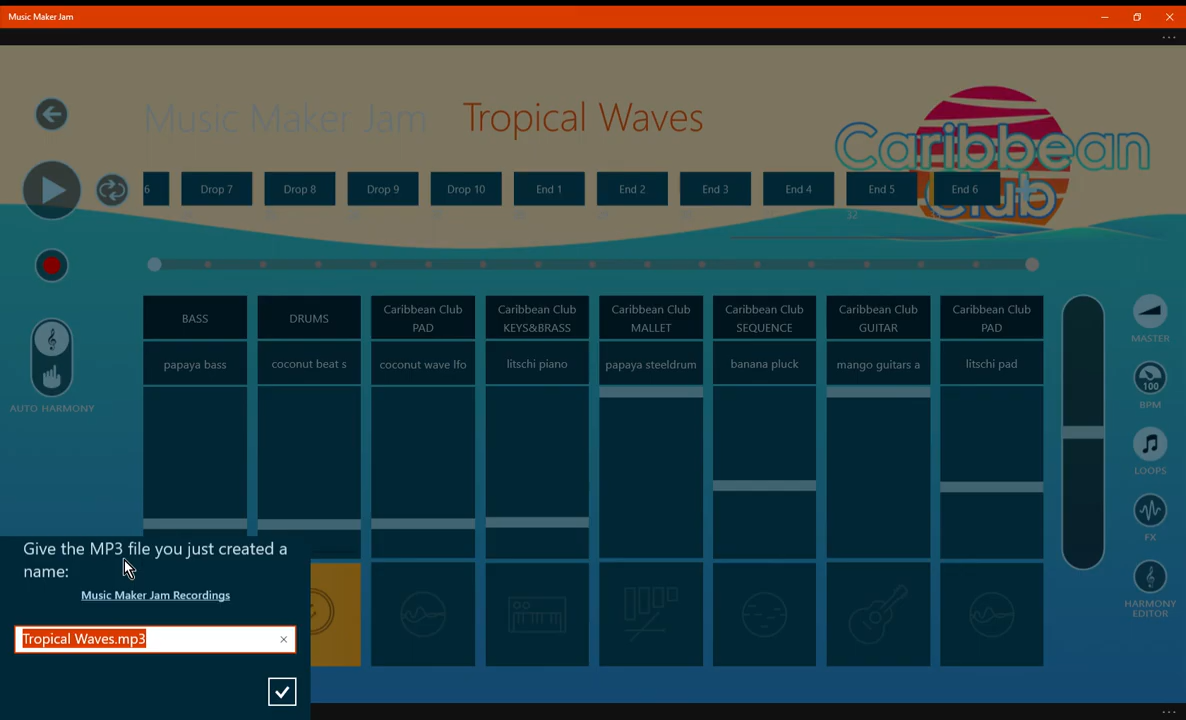 Music Maker Jam
Music Maker Jam Tropical Waves
Caribbean
Club
6 Drop 7 Drop 8 Drop 9 Drop 10 End 1 End 2 End 3 End 4 End 5 End 6
32
BASS
DRUMS
Caribbean Club
PAD
Caribbean Club
KEYS&BRASS
Caribbean Club
MALLET
Caribbean Club
SEQUENCE
Caribbean Club
GUITAR
Caribbean Club
PAD
papaya bass
coconut beat s
coconut wave lfo
litschi piano
papaya steeldrum
banana pluck
mango guitars a
litschi pad
AUTO HARMONY
MASTER
100
BPM
LOOPS
FX
HARMONY
EDITOR
Give the MP3 file you just created a
name:
Music Maker Jam Recordings
Tropical Waves.mp3